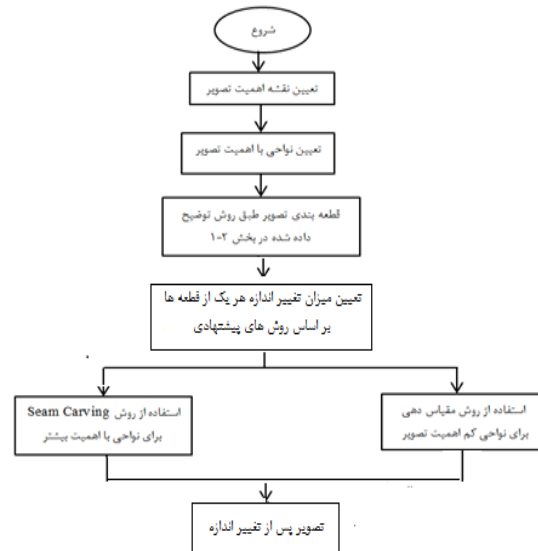 شروع
تعیین نقشه اهمیت تصویر
تعیین نواحی با اهمیت تصویر
قطعه بندی تصویر طبق روش توضیح
داده شده در بخش ۲-۱
تعیین میزان تغییر اندازه هر یک از قطعه ها
بر اساس روش های پیشنهادی
استفاده از روش Seam Carving
برای نواحی با اهمیت بیشتر
استفاده از روش مقیاس دهی
برای نواحی کم اهمیت تصویر
تصویر پس از تغییر اندازه